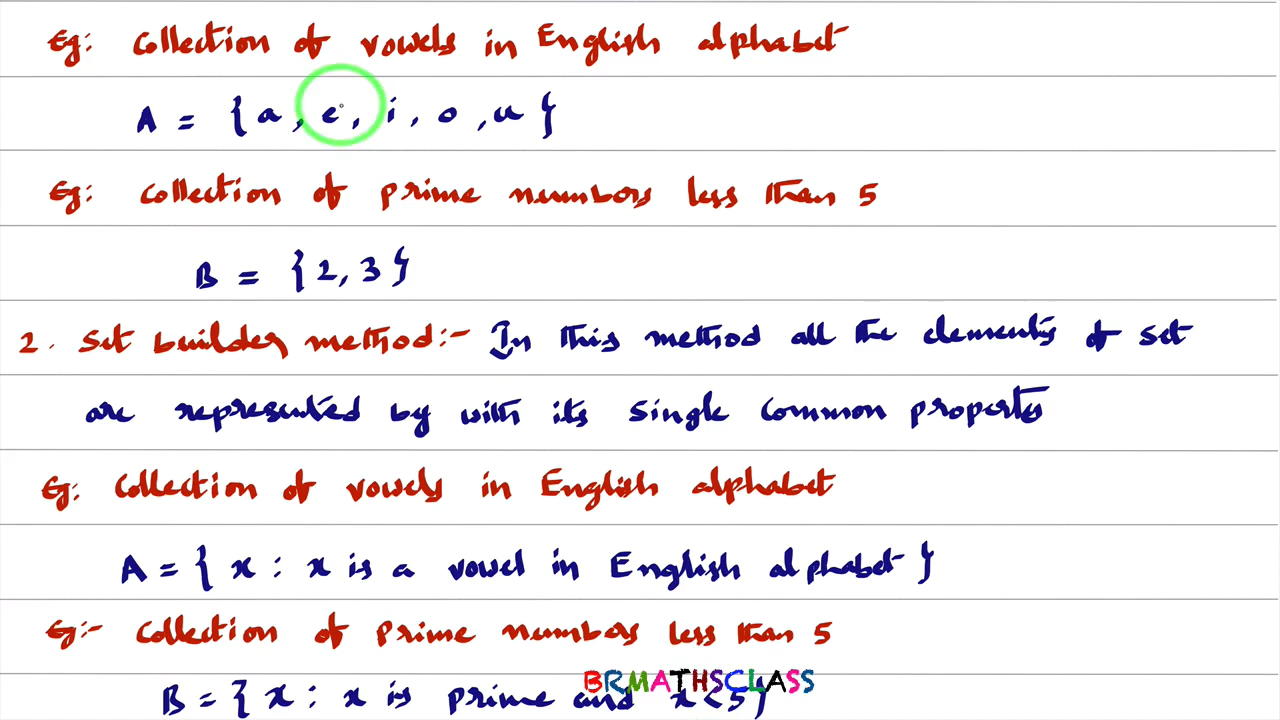 Eg: Collection of vowels in English alphabet
A = { a, e, i, o, u }
Eg: Collection of prime numbers less than 5
B = { 2, 3 }
2. Set builder method:- In this method all the elements of set
are represented by with its single common property
Eg: Collection of vowels in English alphabet
A = { x : x is a vowel in English alphabet }
Eg:- Collection of prime numbers less than 5
B = { x : x is prime and x < 5 }
BRMATHSCLASS